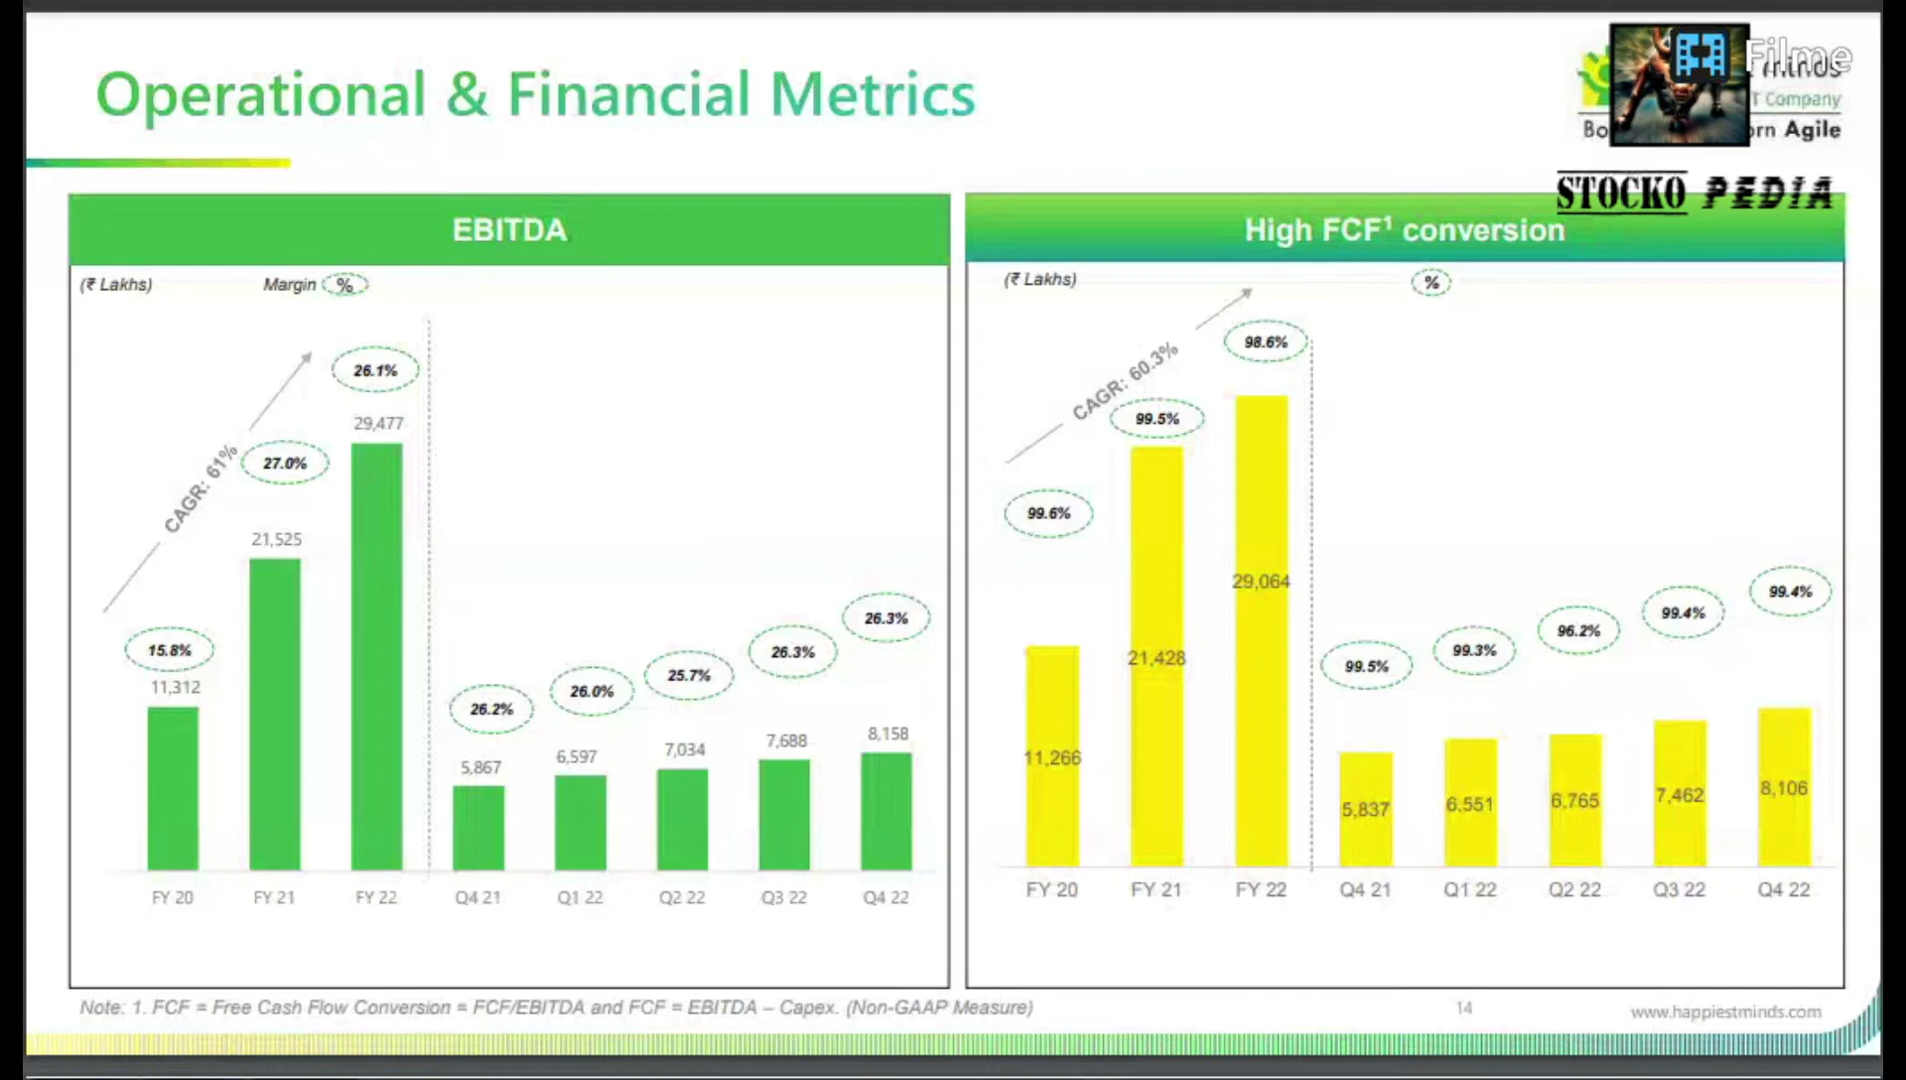 Operational & Financial Metrics
Filme
minds
T Company
Bo
orn Agile
STOCKO PEDIA
EBITDA
(₹ Lakhs)
Margin %
CAGR: 61%
26.1%
29,477
27.0%
21,525
15.8%
11,312
26.2%
5,867
26.0%
6,597
25.7%
7,034
26.3%
7,688
26.3%
8,158
FY 20 FY 21 FY 22 Q4 21 Q1 22 Q2 22 Q3 22 Q4 22
High FCF¹ conversion
(₹ Lakhs)
%
CAGR: 60.3%
98.6%
99.5%
99.6%
29,064
21,428
11,266
99.5%
99.3%
96.2%
99.4%
99.4%
5,837
6,551
6,765
7,462
8,106
FY 20 FY 21 FY 22 Q4 21 Q1 22 Q2 22 Q3 22 Q4 22
Note: 1. FCF = Free Cash Flow Conversion = FCF/EBITDA and FCF = EBITDA – Capex. (Non-GAAP Measure)
14
www.happiestminds.com